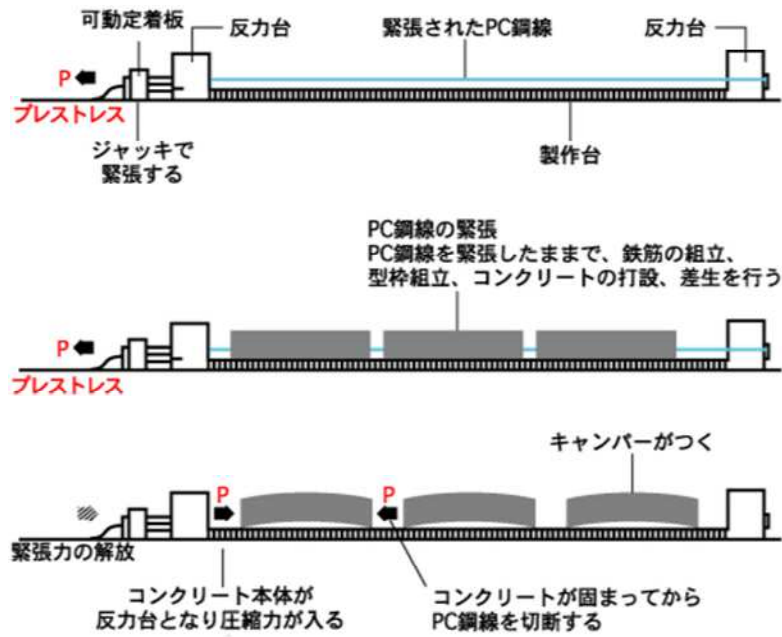 可動定着板
反力台
緊張されたPC鋼線
反力台
P
プレストレス
ジャッキで
緊張する
製作台
PC鋼線の緊張
PC鋼線を緊張したままで、鉄筋の組立、
型枠組立、コンクリートの打設、差生を行う
P
プレストレス
キャンバーがつく
P
P
緊張力の解放
コンクリート本体が
反力台となり圧縮力が入る
コンクリートが固まってから
PC鋼線を切断する